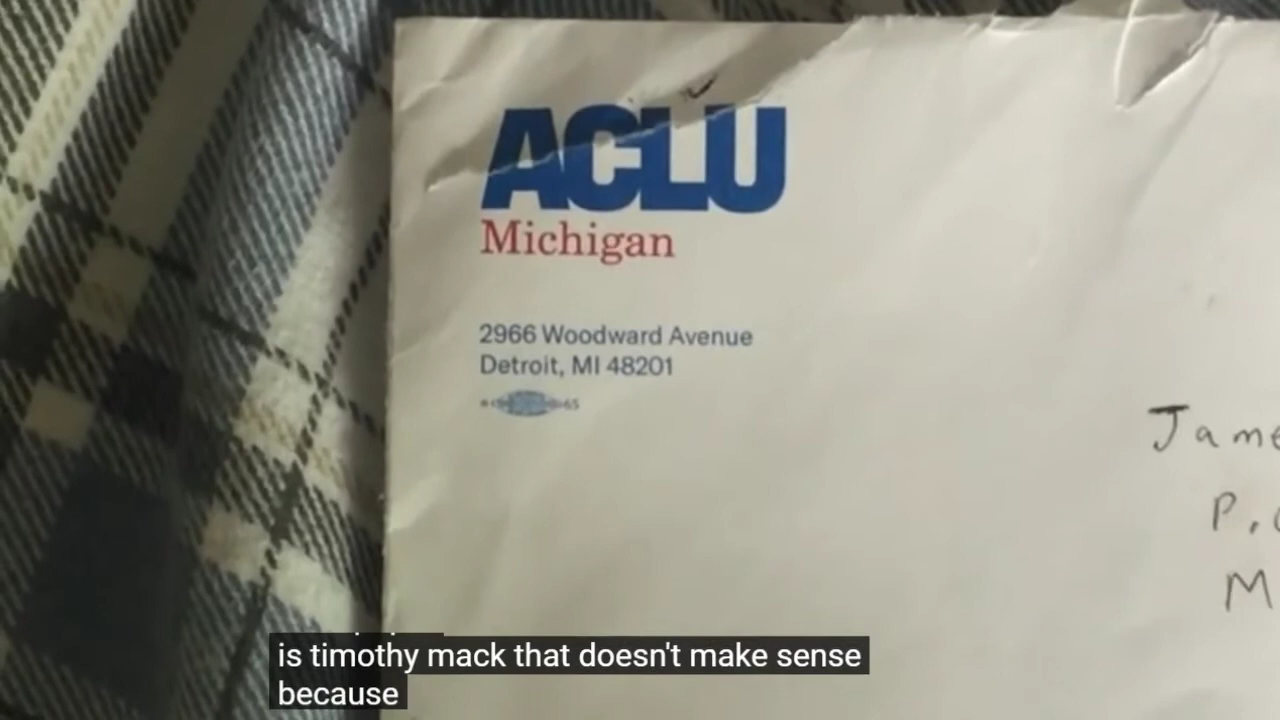 ACLU
Michigan
2966 Woodward Avenue
Detroit, MI 48201
Jame
P.
M
is timothy mack that doesn't make sense
because